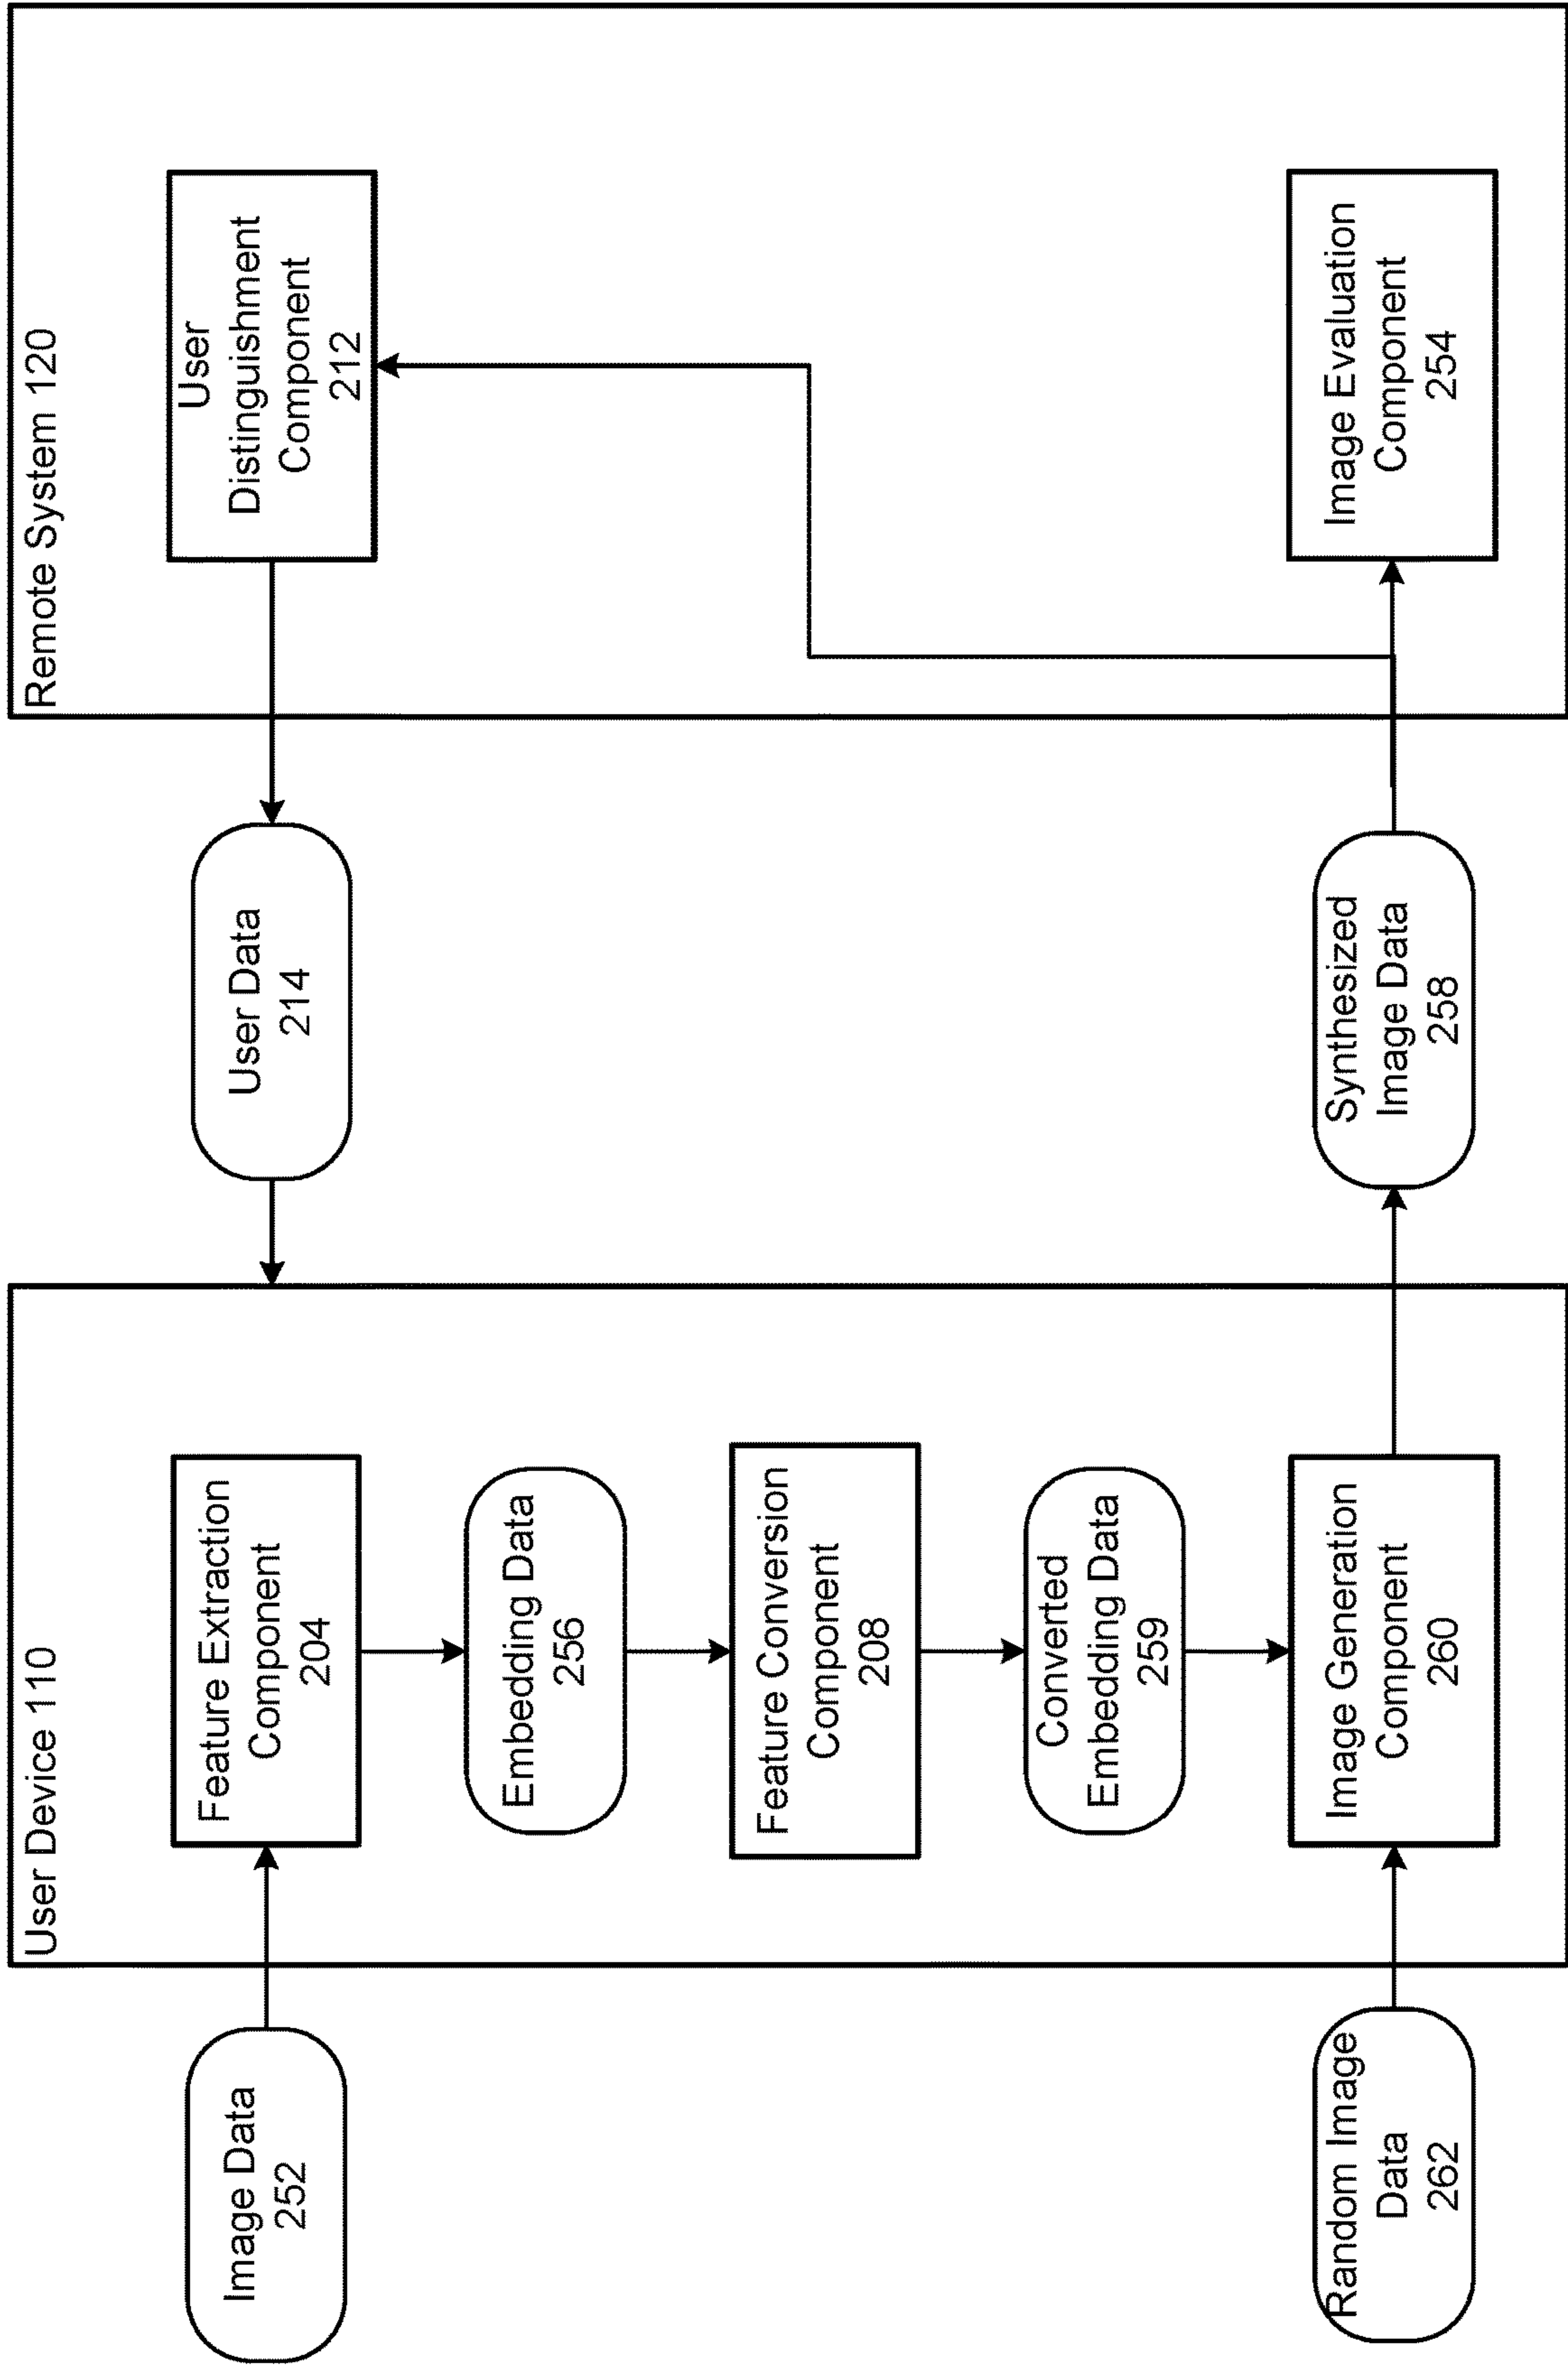 User Device 110
Remote System 120
Image Data
252
Feature Extraction
Component
204
User Data
214
User
Distinguishment
Component
212
Embedding Data
256
Feature Conversion
Component
208
Converted
Embedding Data
259
Random Image
Data
262
Image Generation
Component
260
Synthesized
Image Data
258
Image Evaluation
Component
254